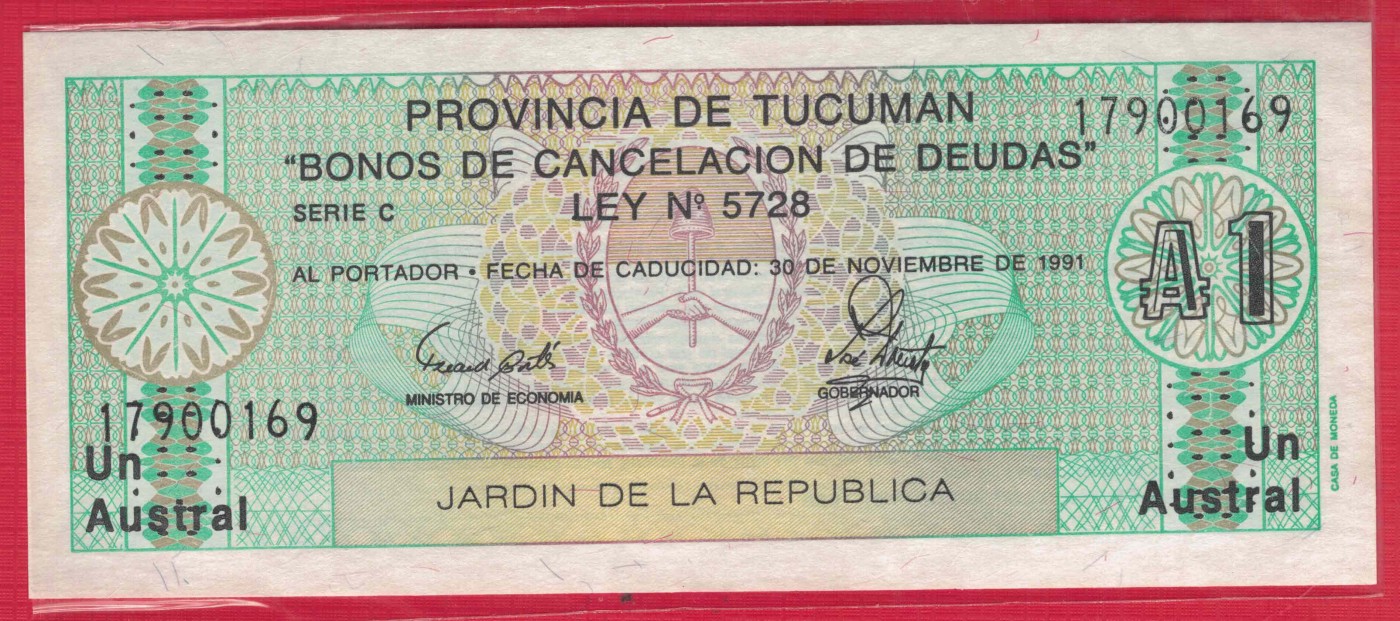 PROVINCIA DE TUCUMAN
17900169
"BONOS DE CANCELACION DE DEUDAS"
SERIE C
LEY Nº 5728
AL PORTADOR • FECHA DE CADUCIDAD: 30 DE NOVIEMBRE DE 1991
₳ 1
MINISTRO DE ECONOMIA
GOBERNADOR
17900169
Un
Austral
JARDIN DE LA REPUBLICA
Un
Austral
CASA DE MONEDA